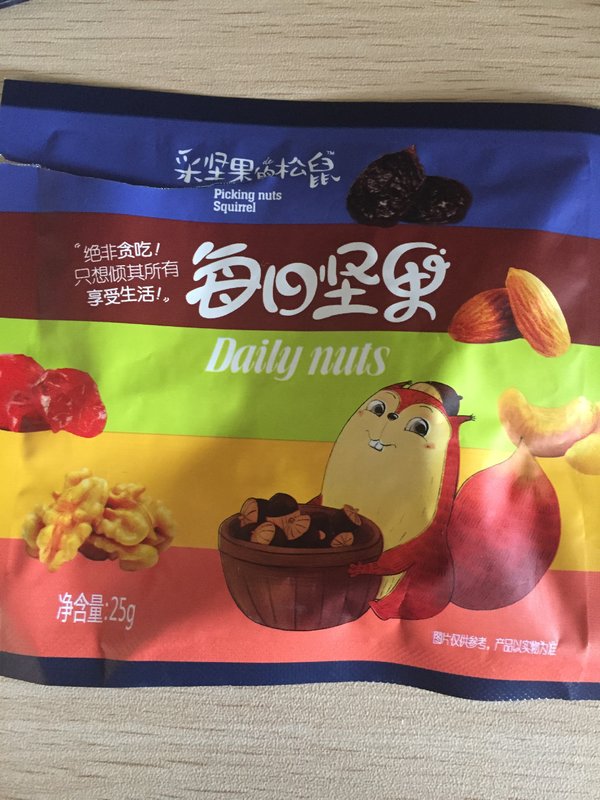 采坚果的松鼠™
Picking nuts
Squirrel
“绝非贪吃！
只想倾其所有
享受生活！”
每日坚果
Daily nuts
净含量:25g
图片仅供参考，产品以实物为准